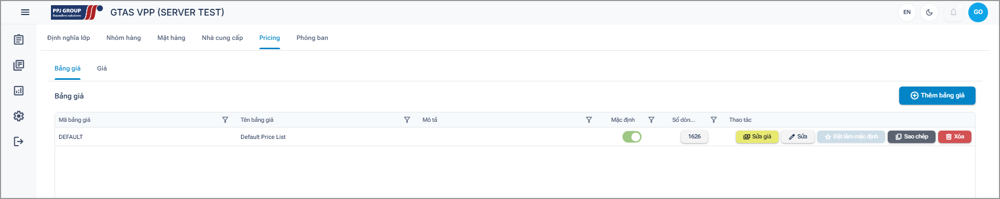 PPJ GROUP
Boundless solutions
GTAS VPP (SERVER TEST)
EN
GO
Định nghĩa lớp
Nhóm hàng
Mặt hàng
Nhà cung cấp
Pricing
Phòng ban
Bảng giá
Giá
Bảng giá
Thêm bảng giá
Mã bảng giá
Tên bảng giá
Mô tả
Mặc định
Số dòn...
Thao tác
DEFAULT
Default Price List
1626
Sửa giá
Sửa
Đặt làm mặc định
Sao chép
Xóa